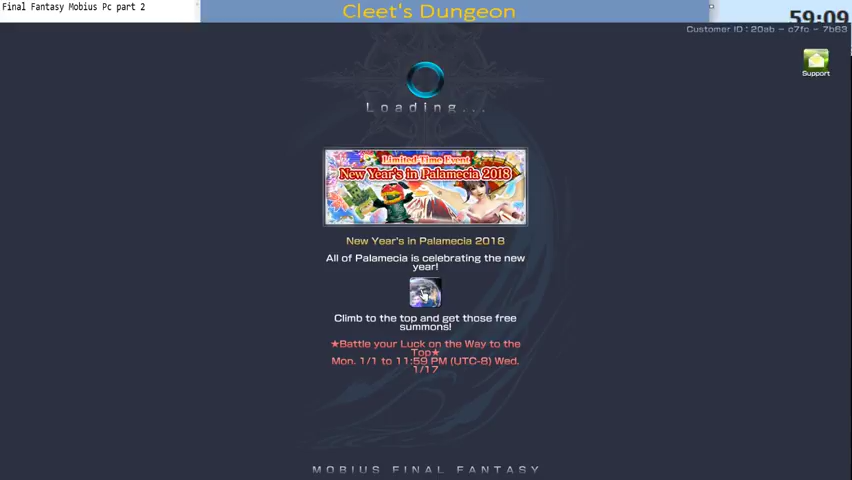 Final Fantasy Mobius Pc part 2
Cleet's Dungeon
59:09
Customer ID : 20ab - c7fc - 7b63
Support
Loading...
Limited-Time Event
New Year's in Palamecia 2018
New Year's in Palamecia 2018
All of Palamecia is celebrating the new
year!
Climb to the top and get those free
summons!
★Battle your Luck on the Way to the
Top★
Mon. 1/1 to 11:59 PM (UTC-8) Wed.
1/17
MOBIUS FINAL FANTASY